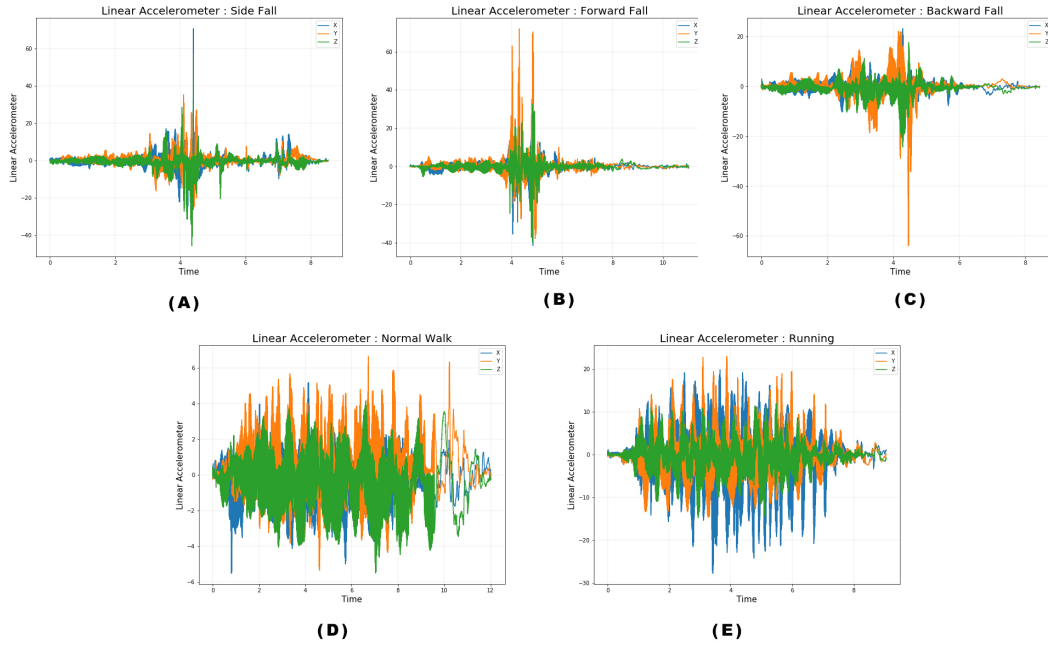 Linear Accelerometer : Side Fall
X
Y
Z
Linear Accelerometer
60
40
20
0
−20
−40
0
2
4
6
8
Time
(A)
Linear Accelerometer : Forward Fall
X
Y
Z
Linear Accelerometer
60
40
20
0
−20
−40
0
2
4
6
8
10
Time
(B)
Linear Accelerometer : Backward Fall
X
Y
Z
Linear Accelerometer
20
0
−20
−40
−60
0
2
4
6
8
Time
(C)
Linear Accelerometer : Normal Walk
X
Y
Z
Linear Accelerometer
6
4
2
0
−2
−4
−6
0
2
4
6
8
10
12
Time
(D)
Linear Accelerometer : Running
X
Y
Z
Linear Accelerometer
20
10
0
−10
−20
−30
0
2
4
6
8
Time
(E)